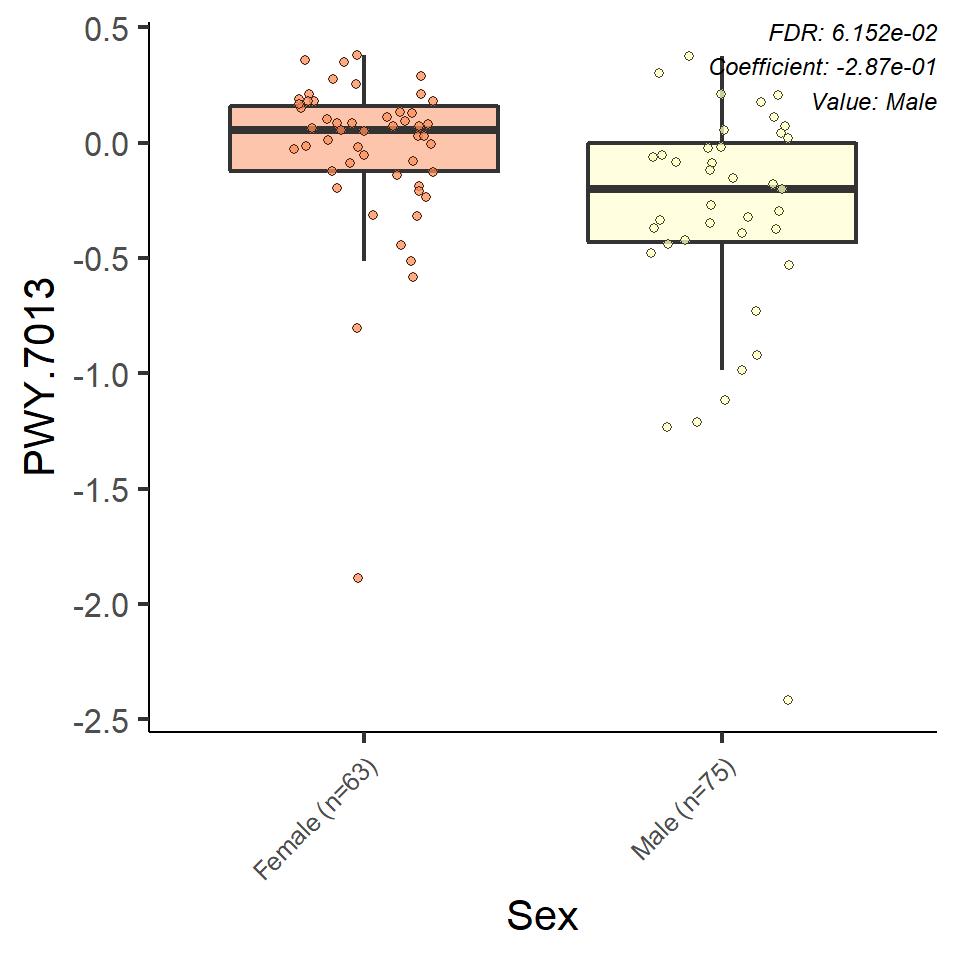 FDR: 6.152e-02
Coefficient: -2.87e-01
Value: Male
PWY.7013
0.5
0.0
-0.5
-1.0
-1.5
-2.0
-2.5
Female (n=63)
Male (n=75)
Sex